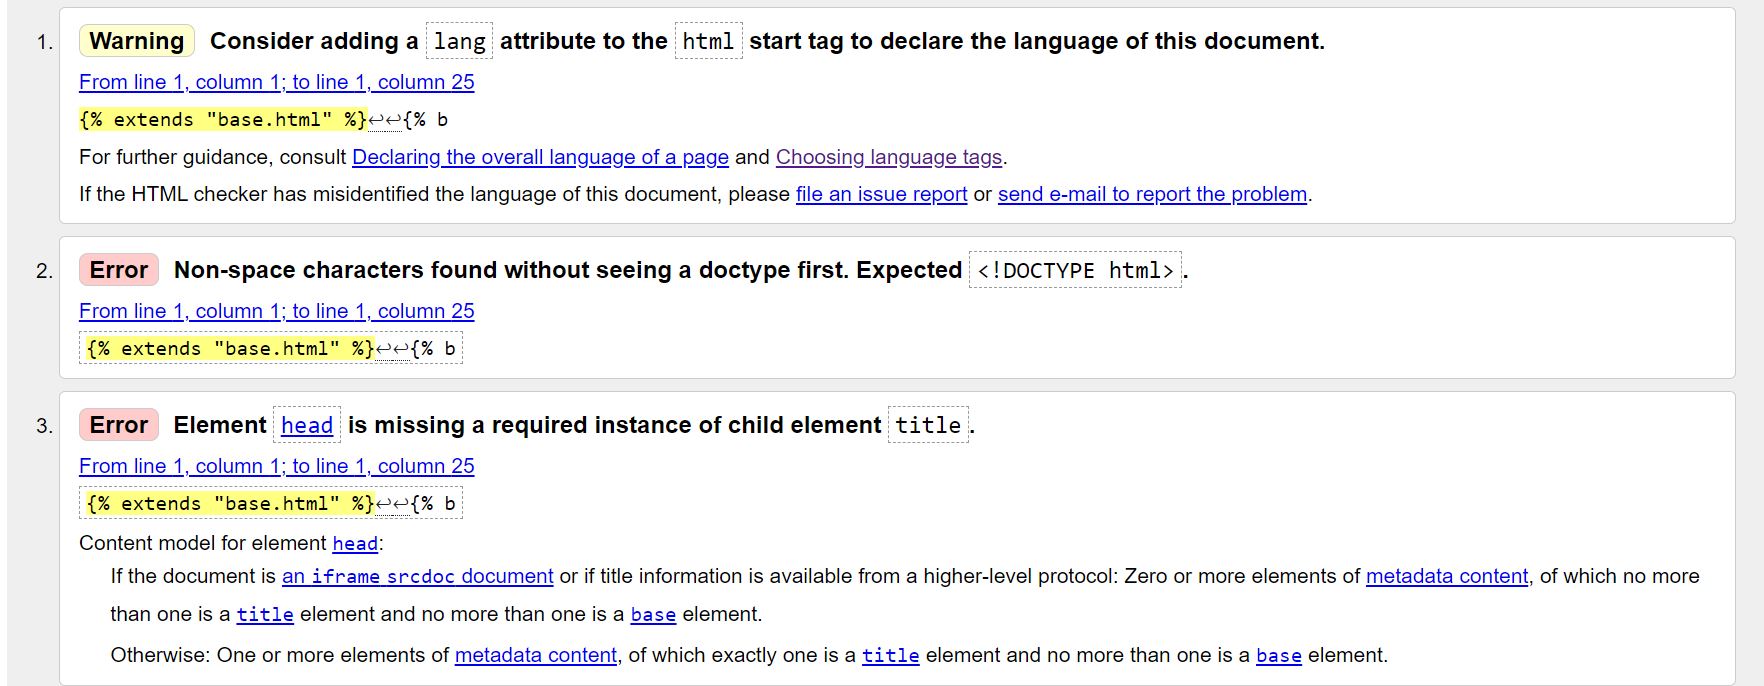 1. Warning Consider adding a lang attribute to the html start tag to declare the language of this document.
From line 1, column 1; to line 1, column 25
{% extends "base.html" %}↩↩{% b
For further guidance, consult Declaring the overall language of a page and Choosing language tags.
If the HTML checker has misidentified the language of this document, please file an issue report or send e-mail to report the problem.
2. Error Non-space characters found without seeing a doctype first. Expected <!DOCTYPE html>.
From line 1, column 1; to line 1, column 25
{% extends "base.html" %}↩↩{% b
3. Error Element head is missing a required instance of child element title.
From line 1, column 1; to line 1, column 25
{% extends "base.html" %}↩↩{% b
Content model for element head:
If the document is an iframe srcdoc document or if title information is available from a higher-level protocol: Zero or more elements of metadata content, of which no more
than one is a title element and no more than one is a base element.
Otherwise: One or more elements of metadata content, of which exactly one is a title element and no more than one is a base element.